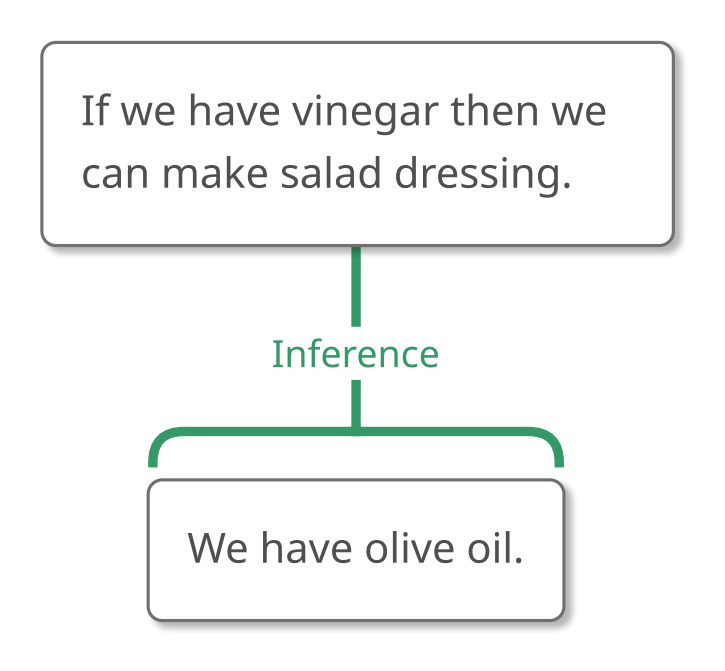 If we have vinegar then we
can make salad dressing.
Inference
We have olive oil.